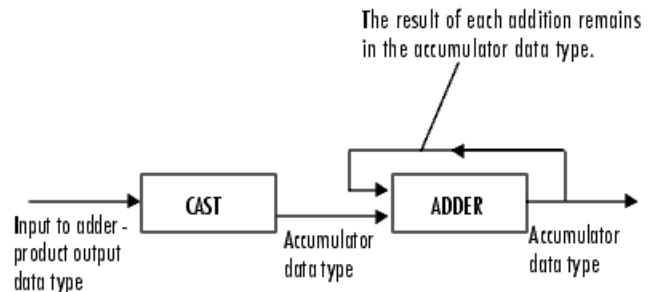 The result of each addition remains
in the accumulator data type.
CAST
ADDER
Input to adder -
product output
data type
Accumulator
data type
Accumulator
data type